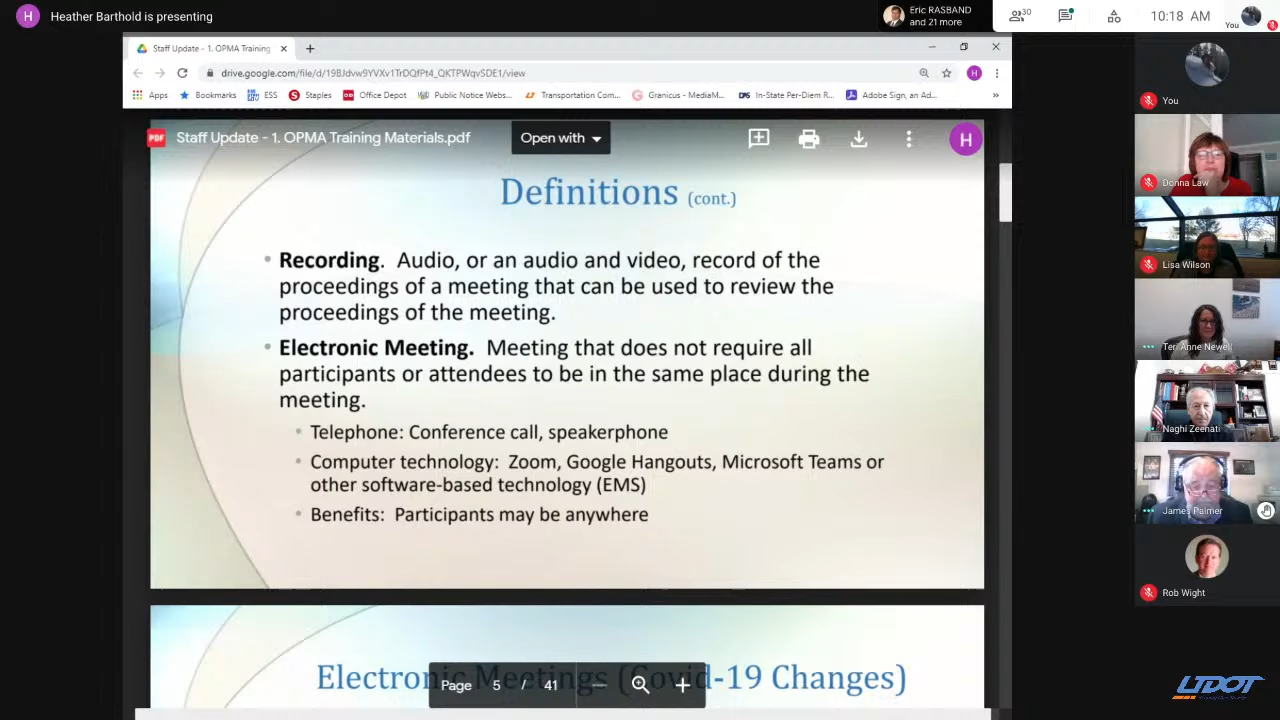 H Heather Barthold is presenting
Eric RASBAND
and 21 more
30
10:18 AM
You
Staff Update - 1. OPMA Training
drive.google.com/file/d/19BJdvw9YVXv1TrDQfPt4_QKTPWqvSDE1/view
H
Apps
Bookmarks
ESS
Staples
Office Depot
Public Notice Webs...
Transportation Com...
Granicus - MediaM...
In-State Per-Diem R...
Adobe Sign, an Ad...
»
PDF Staff Update - 1. OPMA Training Materials.pdf
Open with
H
Definitions (cont.)
• Recording. Audio, or an audio and video, record of the
proceedings of a meeting that can be used to review the
proceedings of the meeting.
• Electronic Meeting. Meeting that does not require all
participants or attendees to be in the same place during the
meeting.
• Telephone: Conference call, speakerphone
• Computer technology: Zoom, Google Hangouts, Microsoft Teams or
other software-based technology (EMS)
• Benefits: Participants may be anywhere
Electronic Meetings (Covid-19 Changes)
Page 5 / 41
You
Donna Law
Lisa Wilson
Teri Anne Newell
Naghi Zeenati
James Palmer
Rob Wight
UDOT